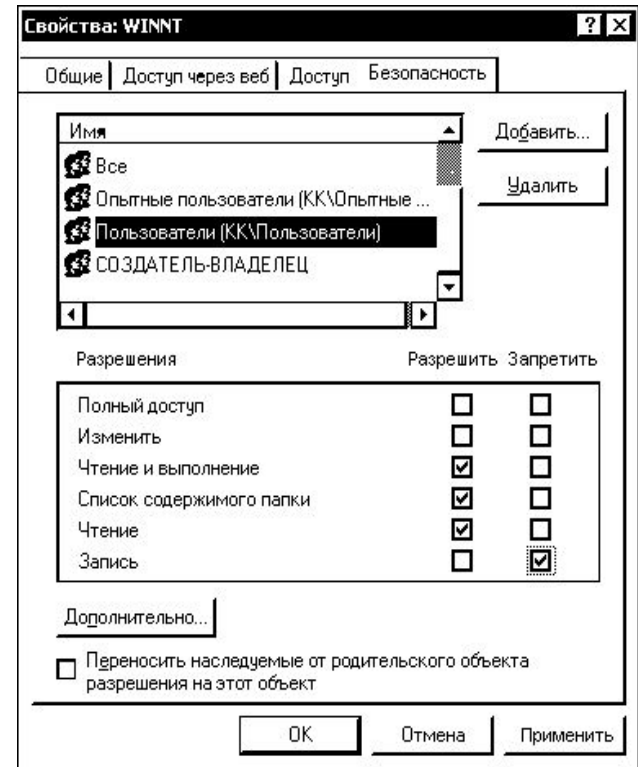 Свойства: WINNT
Общие Доступ через веб Доступ Безопасность
Имя
Добавить...
Все
Удалить
Опытные пользователи (КК\Опытные ...
Пользователи (КК\Пользователи)
СОЗДАТЕЛЬ-ВЛАДЕЛЕЦ
Разрешения Разрешить Запретить
Полный доступ
Изменить
Чтение и выполнение
Список содержимого папки
Чтение
Запись
Дополнительно...
Переносить наследуемые от родительского объекта
разрешения на этот объект
OK Отмена Применить